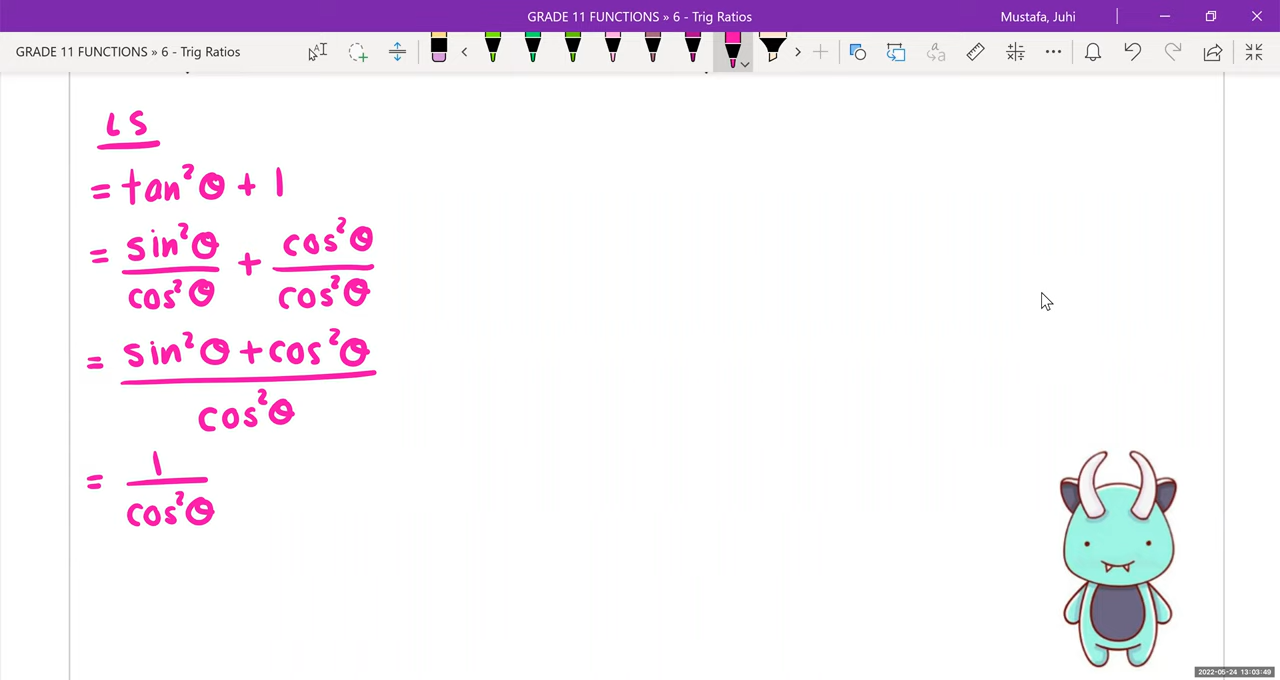 GRADE 11 FUNCTIONS » 6 - Trig Ratios
Mustafa, Juhi
GRADE 11 FUNCTIONS » 6 - Trig Ratios
LS
= tan²θ + 1
= sin²θ/cos²θ + cos²θ/cos²θ
= (sin²θ + cos²θ)/cos²θ
= 1/cos²θ
2022-05-24 13:03:49